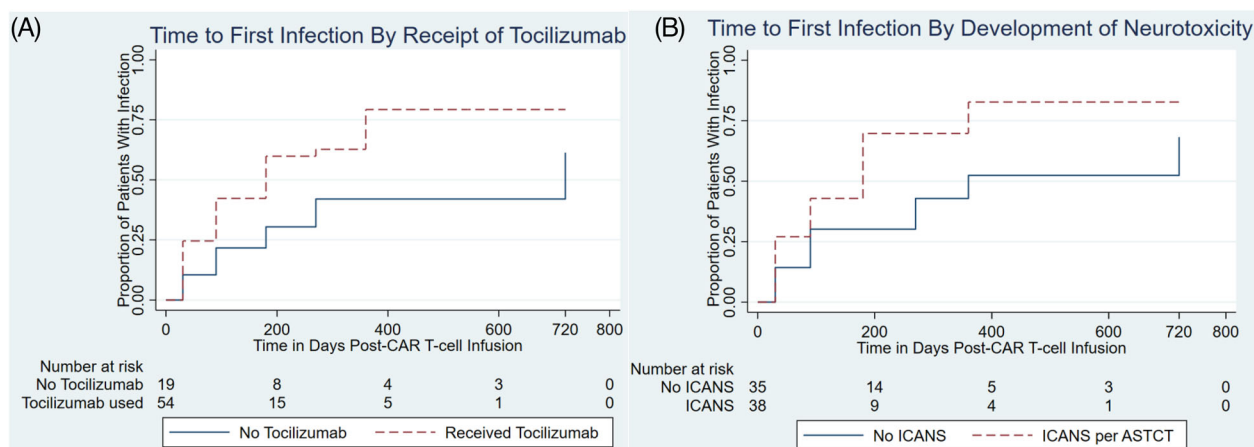 (A)
Time to First Infection By Receipt of Tocilizumab
Proportion of Patients With Infection
1.00
0.75
0.50
0.25
0.00
0 200 400 600 720 800
Time in Days Post-CAR T-cell Infusion
Number at risk
No Tocilizumab 19 8 4 3 0
Tocilizumab used 54 15 5 1 0
No Tocilizumab Received Tocilizumab
(B)
Time to First Infection By Development of Neurotoxicity
Proportion of Patients With Infection
1.00
0.75
0.50
0.25
0.00
0 200 400 600 720 800
Time in Days Post-CAR T-cell Infusion
Number at risk
No ICANS 35 14 5 3 0
ICANS 38 9 4 1 0
No ICANS ICANS per ASTCT